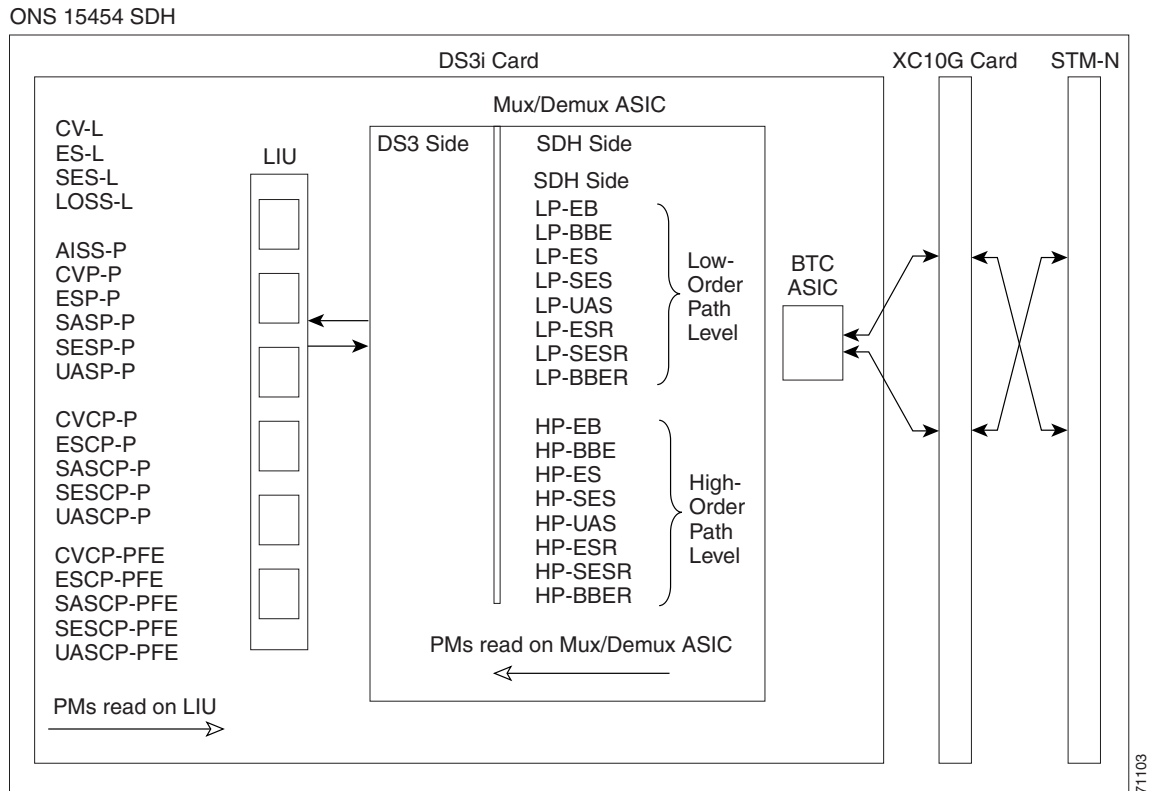 ONS 15454 SDH
DS3i Card
XC10G Card
STM-N
Mux/Demux ASIC
CV-L
ES-L
SES-L
LOSS-L
AISS-P
CVP-P
ESP-P
SASP-P
SESP-P
UASP-P
CVCP-P
ESCP-P
SASCP-P
SESCP-P
UASCP-P
CVCP-PFE
ESCP-PFE
SASCP-PFE
SESCP-PFE
UASCP-PFE
PMs read on LIU
LIU
DS3 Side
SDH Side
SDH Side
LP-EB
LP-BBE
LP-ES
LP-SES
LP-UAS
LP-ESR
LP-SESR
LP-BBER
Low-
Order
Path
Level
HP-EB
HP-BBE
HP-ES
HP-SES
HP-UAS
HP-ESR
HP-SESR
HP-BBER
High-
Order
Path
Level
PMs read on Mux/Demux ASIC
BTC
ASIC
71103